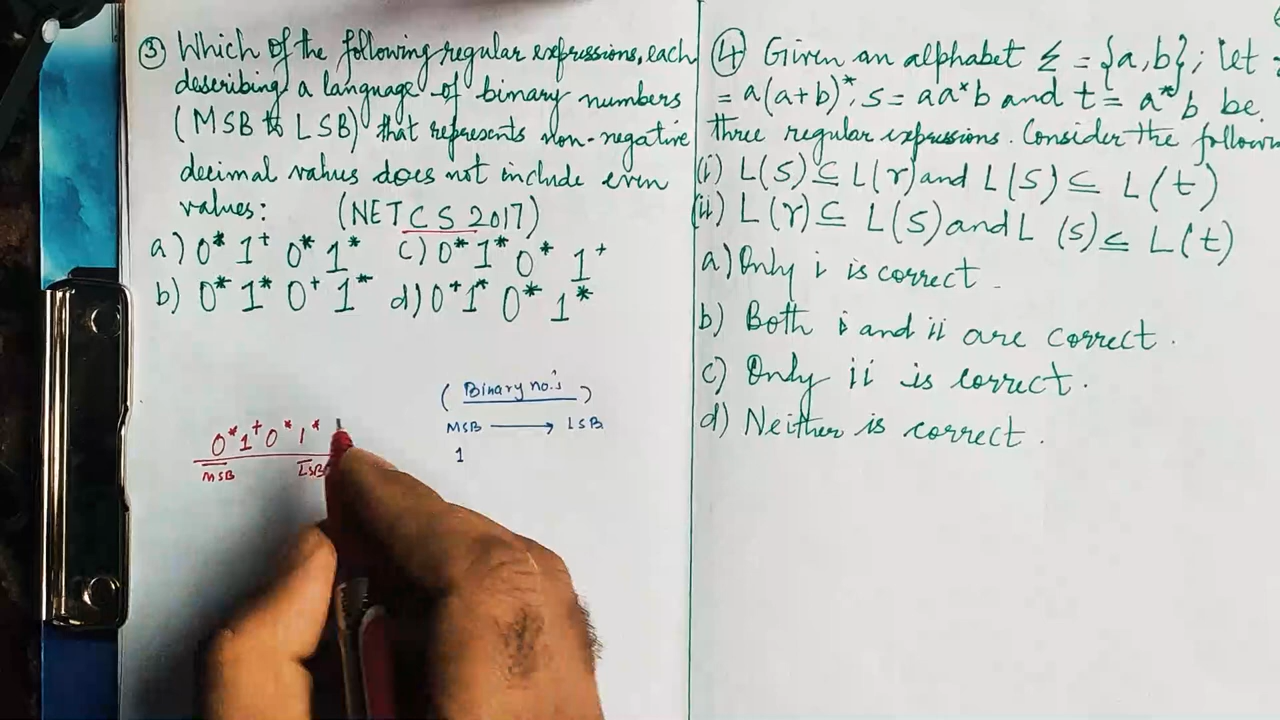 ③ Which of the following regular expressions, each
describing a language of binary numbers
(MSB to LSB) that represents non-negative
decimal values does not include even
values: (NET CS 2017)
a) 0* 1⁺ 0* 1* c) 0* 1* 0* 1⁺
b) 0* 1* 0⁺ 1* d) 0⁺ 1* 0* 1*
(Binary no.'s)
MSB ⟶ LSB
1
0* 1⁺ 0* 1*
MSB LSB
④ Given an alphabet Σ = {a, b}; let
= a(a+b)*, s = aa*b and t = a*b be
three regular expressions. Consider the
(i) L(s) ⊆ L(r) and L(s) ⊆ L(t)
(ii) L(r) ⊆ L(s) and L(s) ⊆ L(t)
a) Only i is correct
b) Both i and ii are correct.
c) Only ii is correct.
d) Neither is correct.